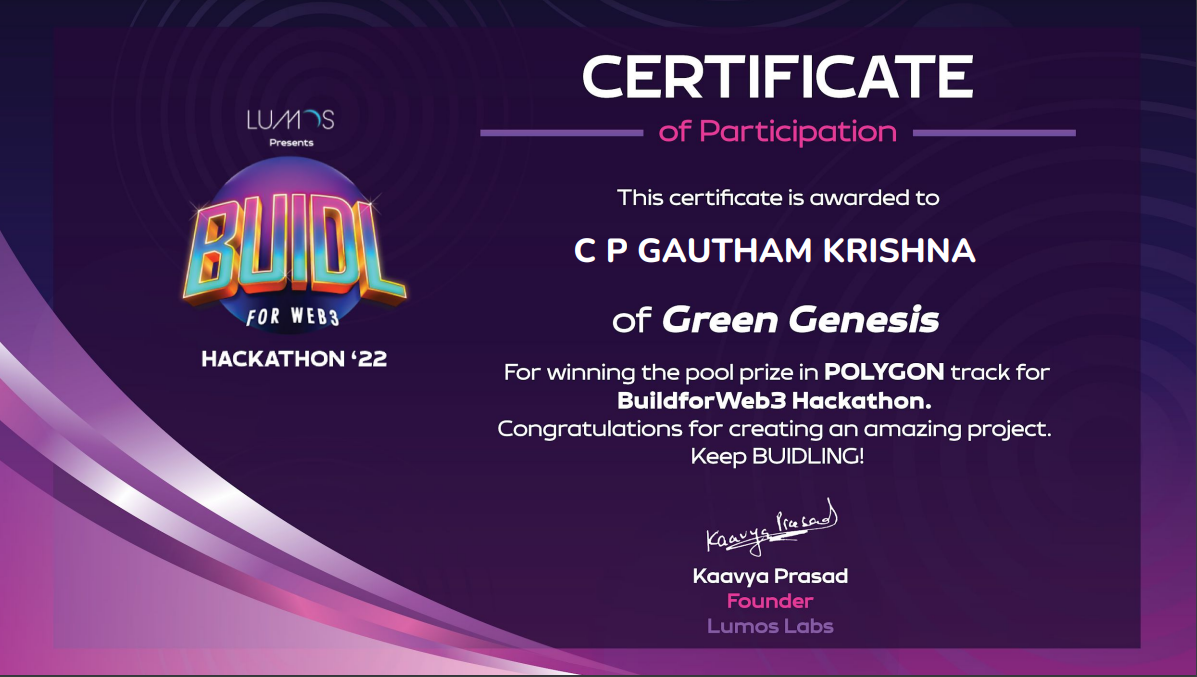 LUMOS
Presents
BUIDL
FOR WEB3
HACKATHON ‘22
CERTIFICATE
of Participation
This certificate is awarded to
C P GAUTHAM KRISHNA
of Green Genesis
For winning the pool prize in POLYGON track for
BuildforWeb3 Hackathon.
Congratulations for creating an amazing project.
Keep BUIDLING!
Kaavya Prasad
Kaavya Prasad
Founder
Lumos Labs